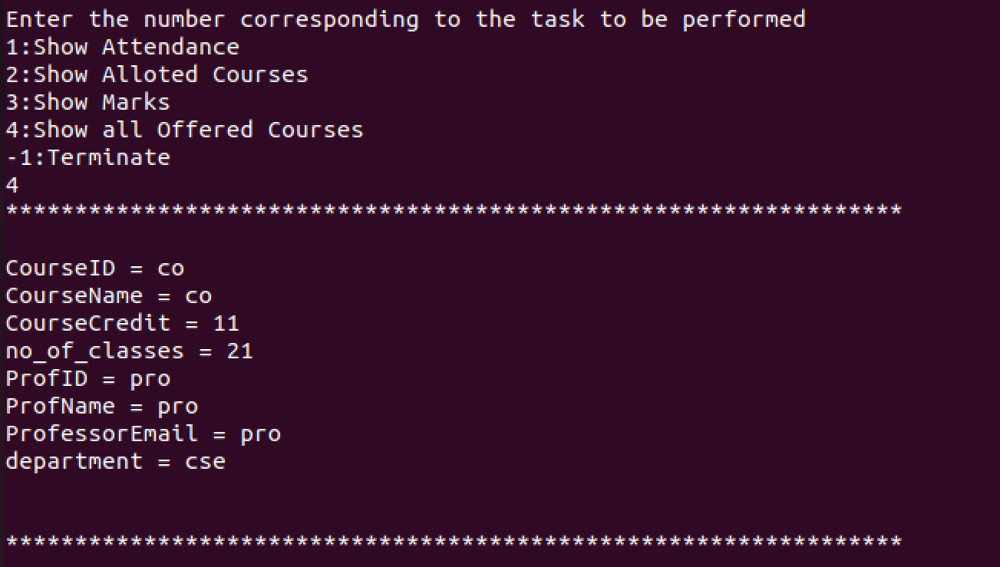 Enter the number corresponding to the task to be performed
1:Show Attendance
2:Show Alloted Courses
3:Show Marks
4:Show all Offered Courses
-1:Terminate
4
*****************************************************************
CourseID = co
CourseName = co
CourseCredit = 11
no_of_classes = 21
ProfID = pro
ProfName = pro
ProfessorEmail = pro
department = cse
*****************************************************************